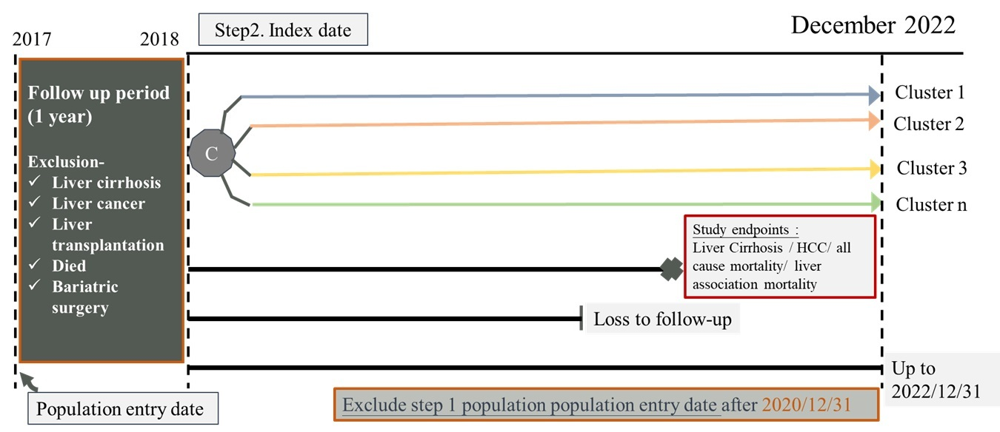 2017
2018
Step2. Index date
December 2022
Follow up period
(1 year)
Exclusion-
✓ Liver cirrhosis
✓ Liver cancer
✓ Liver
transplantation
✓ Died
✓ Bariatric
surgery
C
Cluster 1
Cluster 2
Cluster 3
Cluster n
Study endpoints :
Liver Cirrhosis / HCC/ all
cause mortality/ liver
association mortality
Loss to follow-up
Up to
2022/12/31
Population entry date
Exclude step 1 population population entry date after 2020/12/31